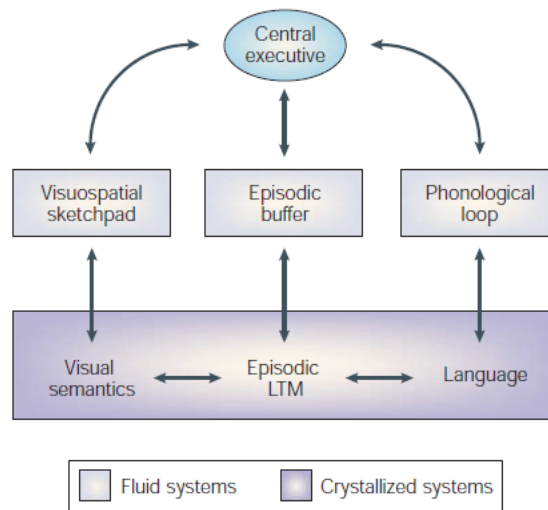 Central
executive
Visuospatial
sketchpad
Episodic
buffer
Phonological
loop
Visual
semantics
Episodic
LTM
Language
Fluid systems
Crystallized systems